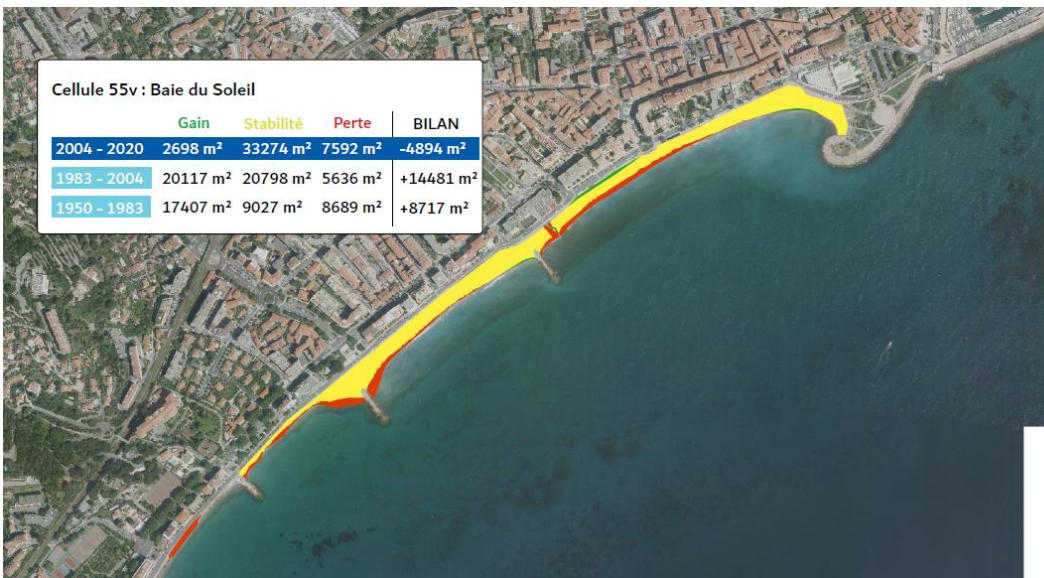 Cellule 55v : Baie du Soleil
Gain Stabilité Perte BILAN
2004 - 2020 2698 m² 33274 m² 7592 m² -4894 m²
1983 - 2004 20117 m² 20798 m² 5636 m² +14481 m²
1950 - 1983 17407 m² 9027 m² 8689 m² +8717 m²